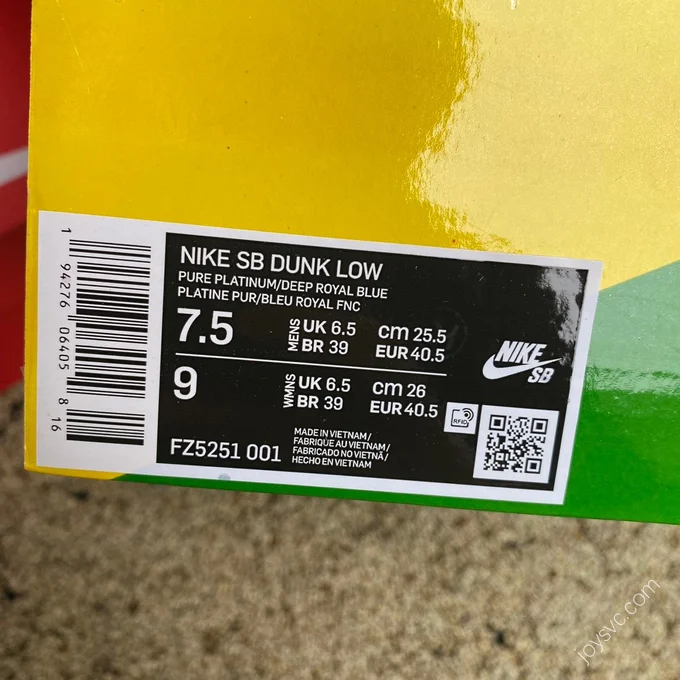 1 94276 06405 8 16
NIKE SB DUNK LOW
PURE PLATINUM/DEEP ROYAL BLUE
PLATINE PUR/BLEU ROYAL FNC
7.5 MENS UK 6.5 cm 25.5
BR 39 EUR 40.5
9 WMNS UK 6.5 cm 26
BR 39 EUR 40.5
FZ5251 001
MADE IN VIETNAM/
FABRIQUE AU VIETNAM/
FABRICADO NO VIETNÃ/
HECHO EN VIETNAM
RFID
NIKE
SB
joysvc.com